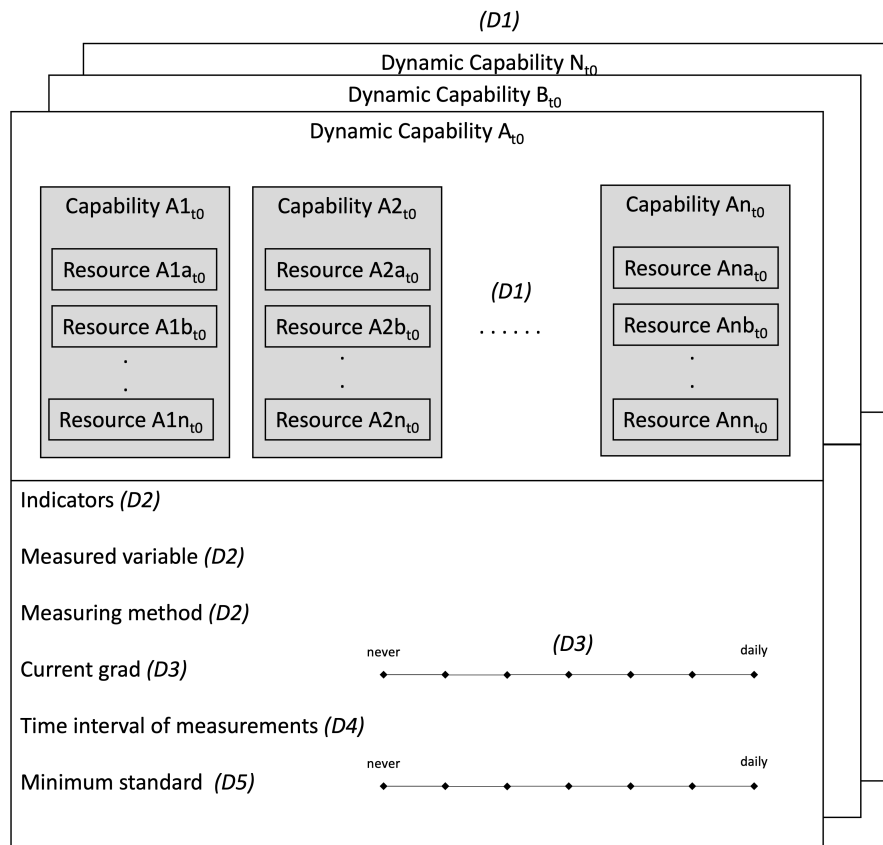 (D1)
Dynamic Capability Nt0
Dynamic Capability Bt0
Dynamic Capability At0
Capability A1t0
Capability A2t0
Capability Ant0
Resource A1at0
Resource A2at0
Resource Anat0
(D1)
Resource A1bt0
Resource A2bt0
. . . . . .
Resource Anbt0
Resource A1nt0
Resource A2nt0
Resource Annt0
Indicators (D2)
Measured variable (D2)
Measuring method (D2)
Current grad (D3)
never
(D3)
daily
Time interval of measurements (D4)
Minimum standard (D5)
never
daily